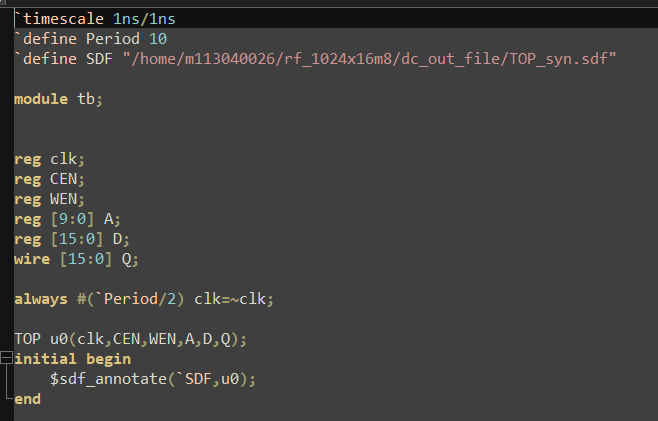 `timescale 1ns/1ns
`define Period 10
`define SDF "/home/m113040026/rf_1024x16m8/dc_out_file/TOP_syn.sdf"
module tb;
reg clk;
reg CEN;
reg WEN;
reg [9:0] A;
reg [15:0] D;
wire [15:0] Q;
always #(`Period/2) clk=~clk;
TOP u0(clk,CEN,WEN,A,D,Q);
initial begin
    $sdf_annotate(`SDF,u0);
end